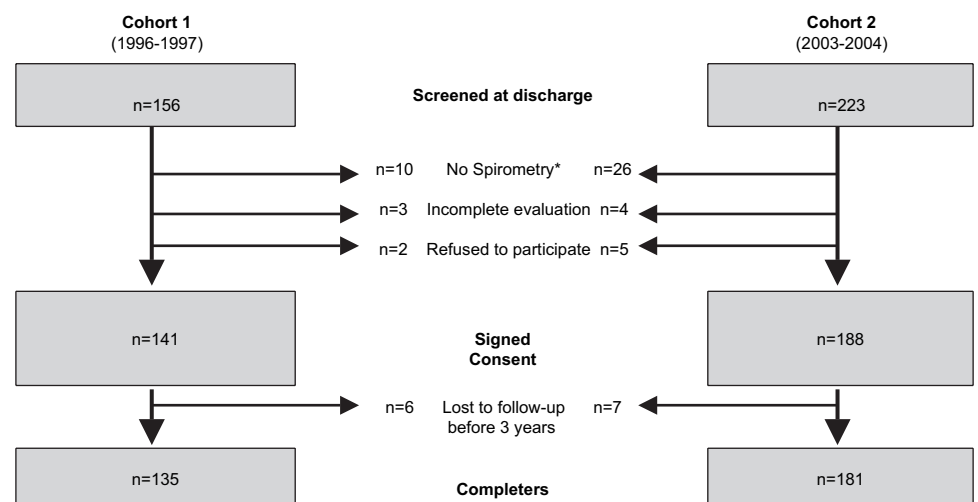 Cohort 1 Cohort 2
(1996-1997) (2003-2004)
n=156 Screened at discharge n=223
n=10 No Spirometry* n=26
n=3 Incomplete evaluation n=4
n=2 Refused to participate n=5
n=141 Signed n=188
Consent
n=6 Lost to follow-up n=7
before 3 years
n=135 Completers n=181